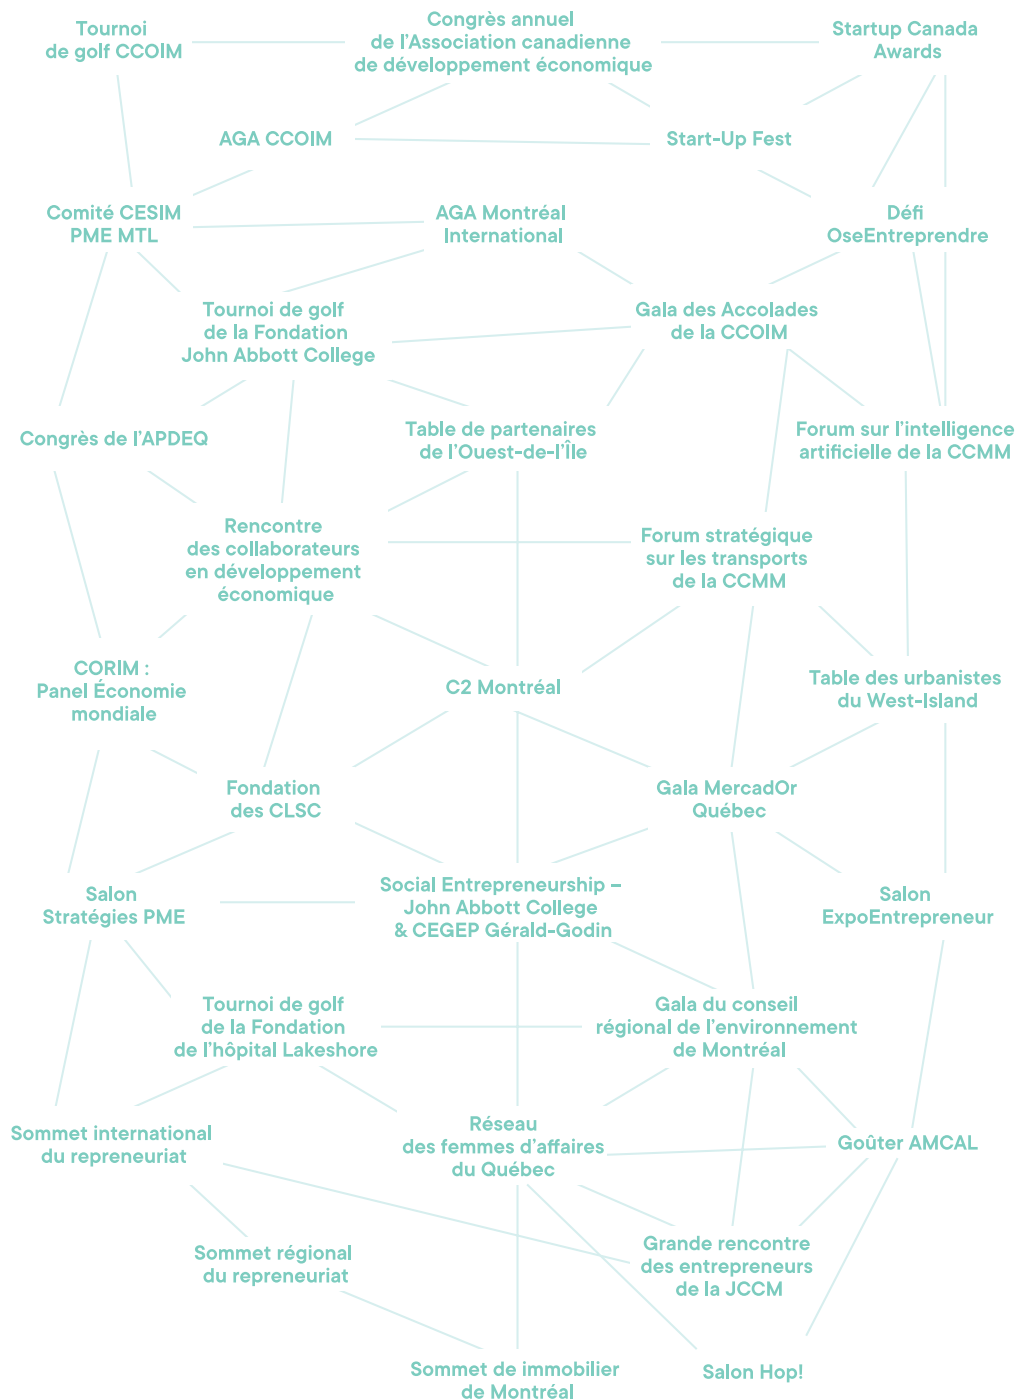 Tournoi
de golf CCOIM
Congrès annuel
de l'Association canadienne
de développement économique
Startup Canada
Awards
AGA CCOIM
Start-Up Fest
Comité CESIM
PME MTL
AGA Montréal
International
Défi
OseEntreprendre
Tournoi de golf
de la Fondation
John Abbott College
Gala des Accolades
de la CCOIM
Congrès de l'APDEQ
Table de partenaires
de l'Ouest-de-l'Île
Forum sur l'intelligence
artificielle de la CCMM
Rencontre
des collaborateurs
en développement
économique
Forum stratégique
sur les transports
de la CCMM
CORIM :
Panel Économie
mondiale
C2 Montréal
Table des urbanistes
du West-Island
Fondation
des CLSC
Gala MercadOr
Québec
Salon
Stratégies PME
Social Entrepreneurship –
John Abbott College
& CEGEP Gérald-Godin
Salon
ExpoEntrepreneur
Tournoi de golf
de la Fondation
de l'hôpital Lakeshore
Gala du conseil
régional de l'environnement
de Montréal
Sommet international
du repreneuriat
Réseau
des femmes d'affaires
du Québec
Goûter AMCAL
Sommet régional
du repreneuriat
Grande rencontre
des entrepreneurs
de la JCCM
Sommet de immobilier
de Montréal
Salon Hop!